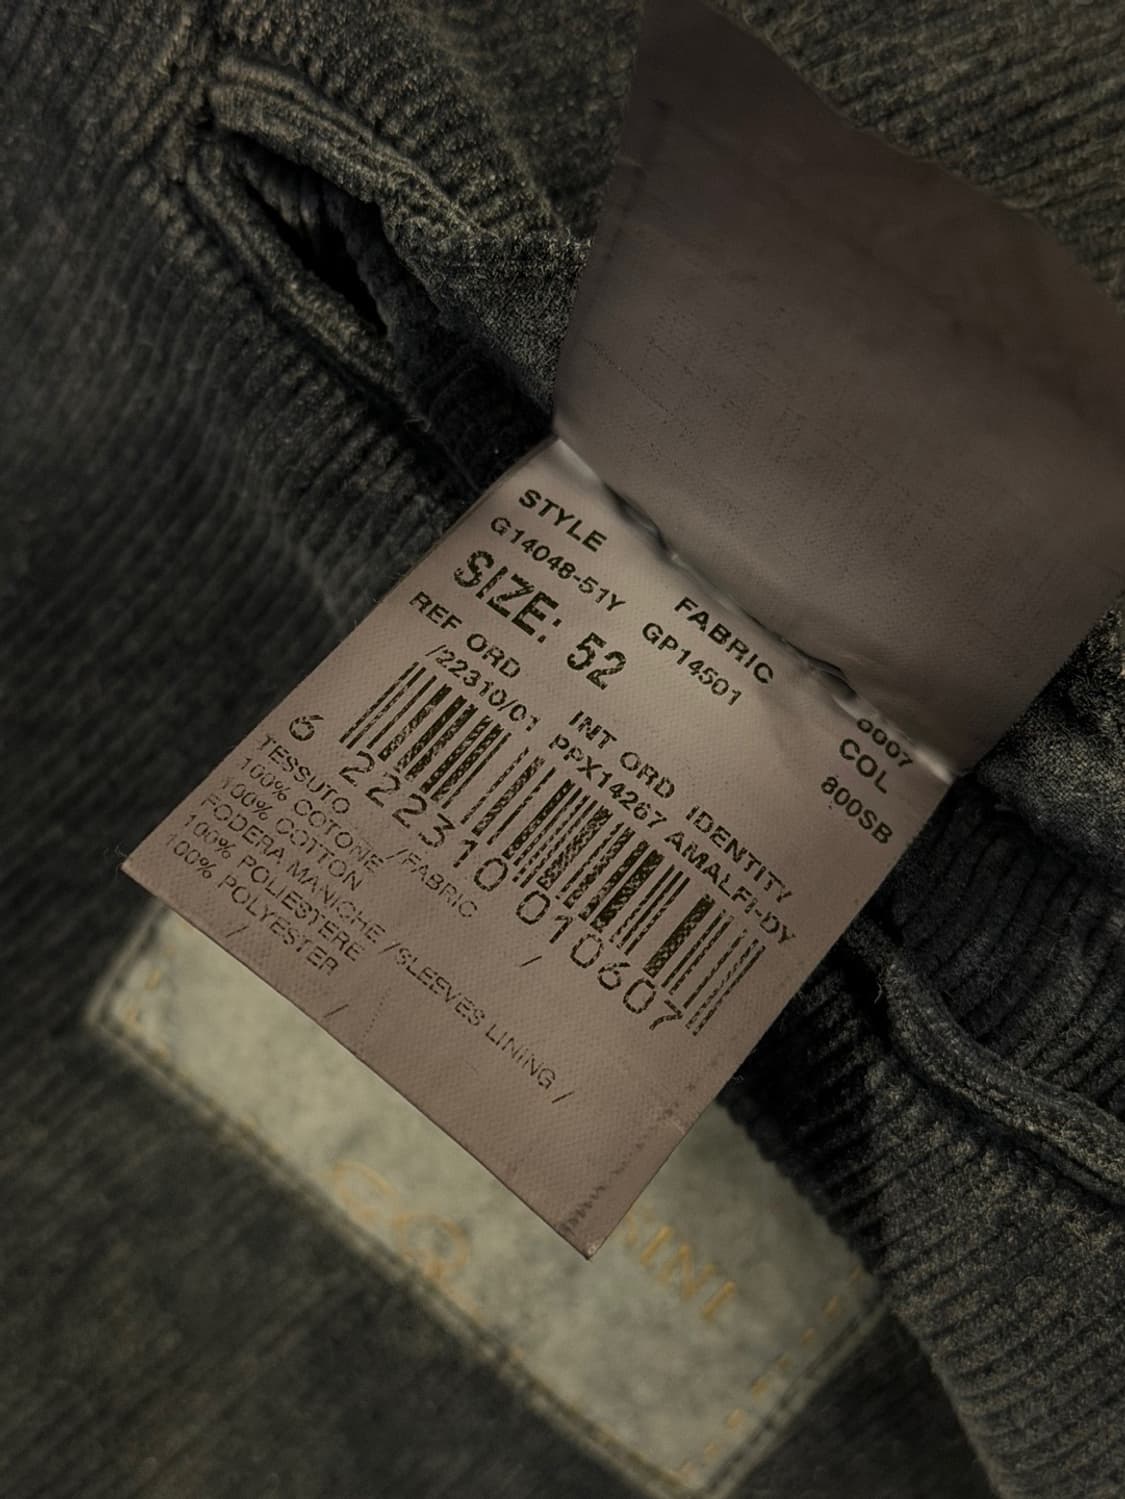 STYLE
G14048-51Y
FABRIC
GP14501
COL
800SB
SIZE: 52
REF ORD
/22310/01
INT ORD
PPX14267
IDENTITY
AMALFI-DY
6 222310 010607
TESSUTO /FABRIC /
100% COTONE
100% COTTON
FODERA MANICHE /SLEEVES LINING /
100% POLIESTERE
100% POLYESTER
/ /